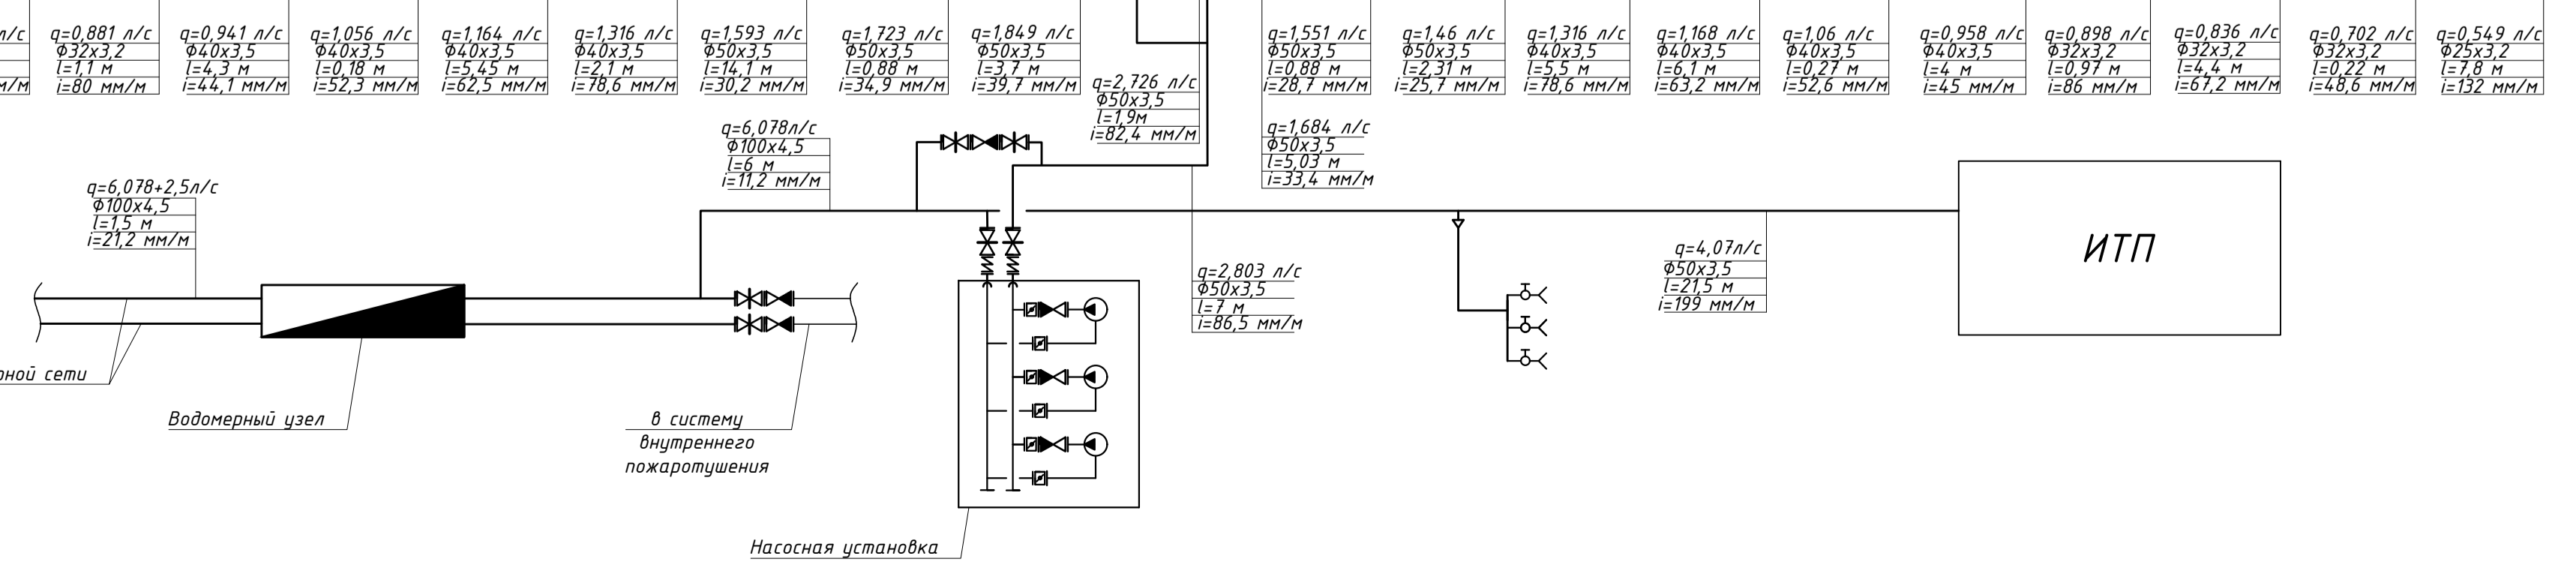 л/с
м/м
q=0,881 л/с
Ф32х3,2
l=1,1 м
i=80 мм/м
q=0,941 л/с
Ф40х3,5
l=4,3 м
i=44,1 мм/м
q=1,056 л/с
Ф40х3,5
l=0,18 м
i=52,3 мм/м
q=1,164 л/с
Ф40х3,5
l=5,45 м
i=62,5 мм/м
q=1,316 л/с
Ф40х3,5
l=2,1 м
i=78,6 мм/м
q=1,593 л/с
Ф50х3,5
l=14,1 м
i=30,2 мм/м
q=1,723 л/с
Ф50х3,5
l=0,88 м
i=34,9 мм/м
q=1,849 л/с
Ф50х3,5
l=3,7 м
i=39,7 мм/м
q=2,726 л/с
Ф50х3,5
l=1,9м
i=82,4 мм/м
q=1,551 л/с
Ф50х3,5
l=0,88 м
i=28,7 мм/м
q=1,46 л/с
Ф50х3,5
l=2,31 м
i=25,7 мм/м
q=1,316 л/с
Ф40х3,5
l=5,5 м
i=78,6 мм/м
q=1,168 л/с
Ф40х3,5
l=6,1 м
i=63,2 мм/м
q=1,06 л/с
Ф40х3,5
l=0,27 м
i=52,6 мм/м
q=0,958 л/с
Ф40х3,5
l=4 м
i=45 мм/м
q=0,898 л/с
Ф32х3,2
l=0,97 м
i=86 мм/м
q=0,836 л/с
Ф32х3,2
l=4,4 м
i=67,2 мм/м
q=0,702 л/с
Ф32х3,2
l=0,22 м
i=48,6 мм/м
q=0,549 л/с
Ф25х3,2
l=7,8 м
i=132 мм/м
q=6,078л/с
Ф100х4,5
l=6 м
i=11,2 мм/м
q=1,684 л/с
Ф50х3,5
l=5,03 м
i=33,4 мм/м
q=6,078+2,5л/с
Ф100х4,5
l=1,5 м
i=21,2 мм/м
q=2,803 л/с
Ф50х3,5
l=7 м
i=86,5 мм/м
q=4,07л/с
Ф50х3,5
l=21,5 м
i=199 мм/м
ИТП
рной сети
Водомерный узел
в систему
внутреннего
пожаротушения
Насосная установка